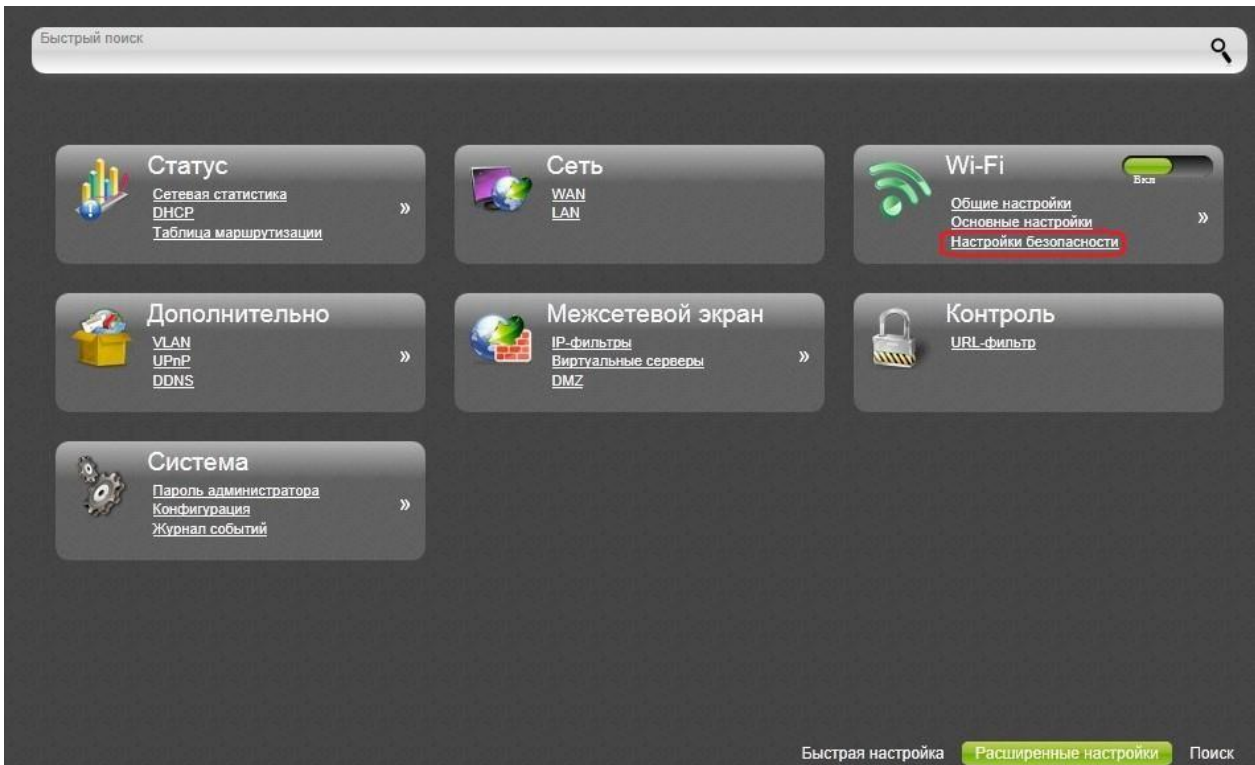 Быстрый поиск
Статус
Сетевая статистика
DHCP
Таблица маршрутизации
»
Сеть
WAN
LAN
Wi-Fi
Вкл
Общие настройки
Основные настройки
Настройки безопасности
»
Дополнительно
VLAN
UPnP
DDNS
»
Межсетевой экран
IP-фильтры
Виртуальные серверы
DMZ
»
Контроль
URL-фильтр
Система
Пароль администратора
Конфигурация
Журнал событий
»
Быстрая настройка Расширенные настройки Поиск